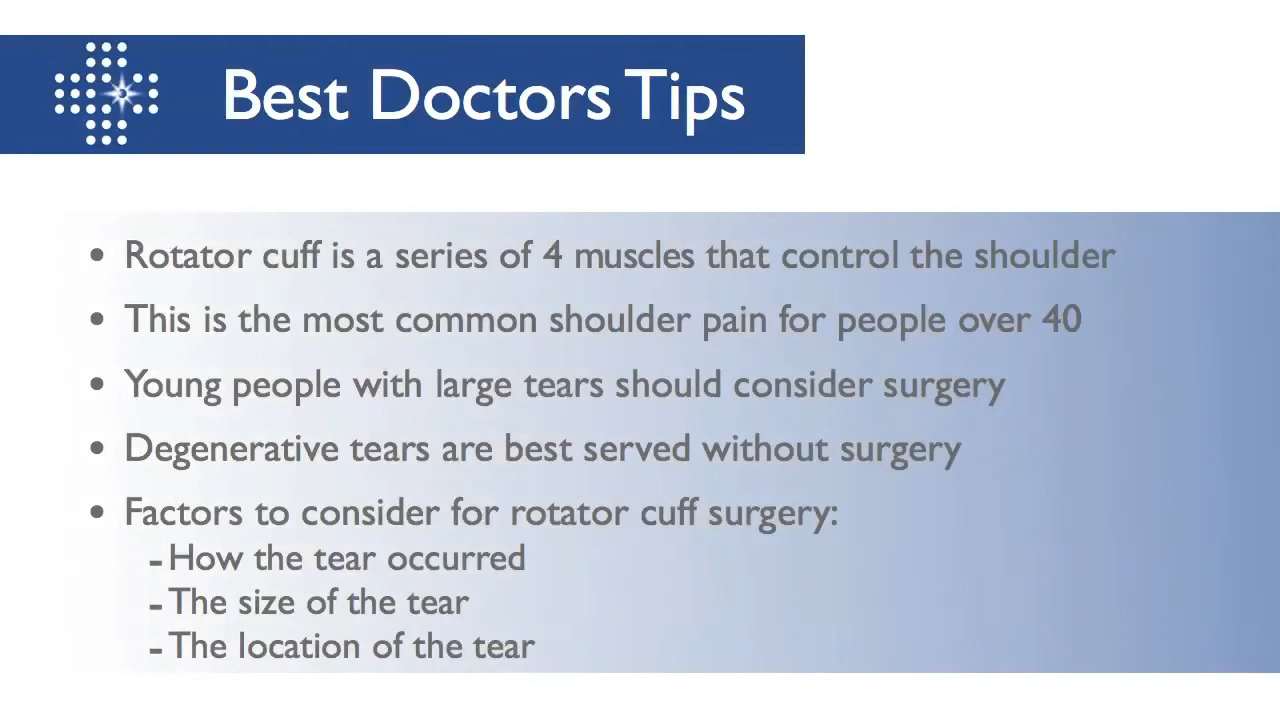 Best Doctors Tips
• Rotator cuff is a series of 4 muscles that control the shoulder
• This is the most common shoulder pain for people over 40
• Young people with large tears should consider surgery
• Degenerative tears are best served without surgery
• Factors to consider for rotator cuff surgery:
- How the tear occurred
- The size of the tear
- The location of the tear